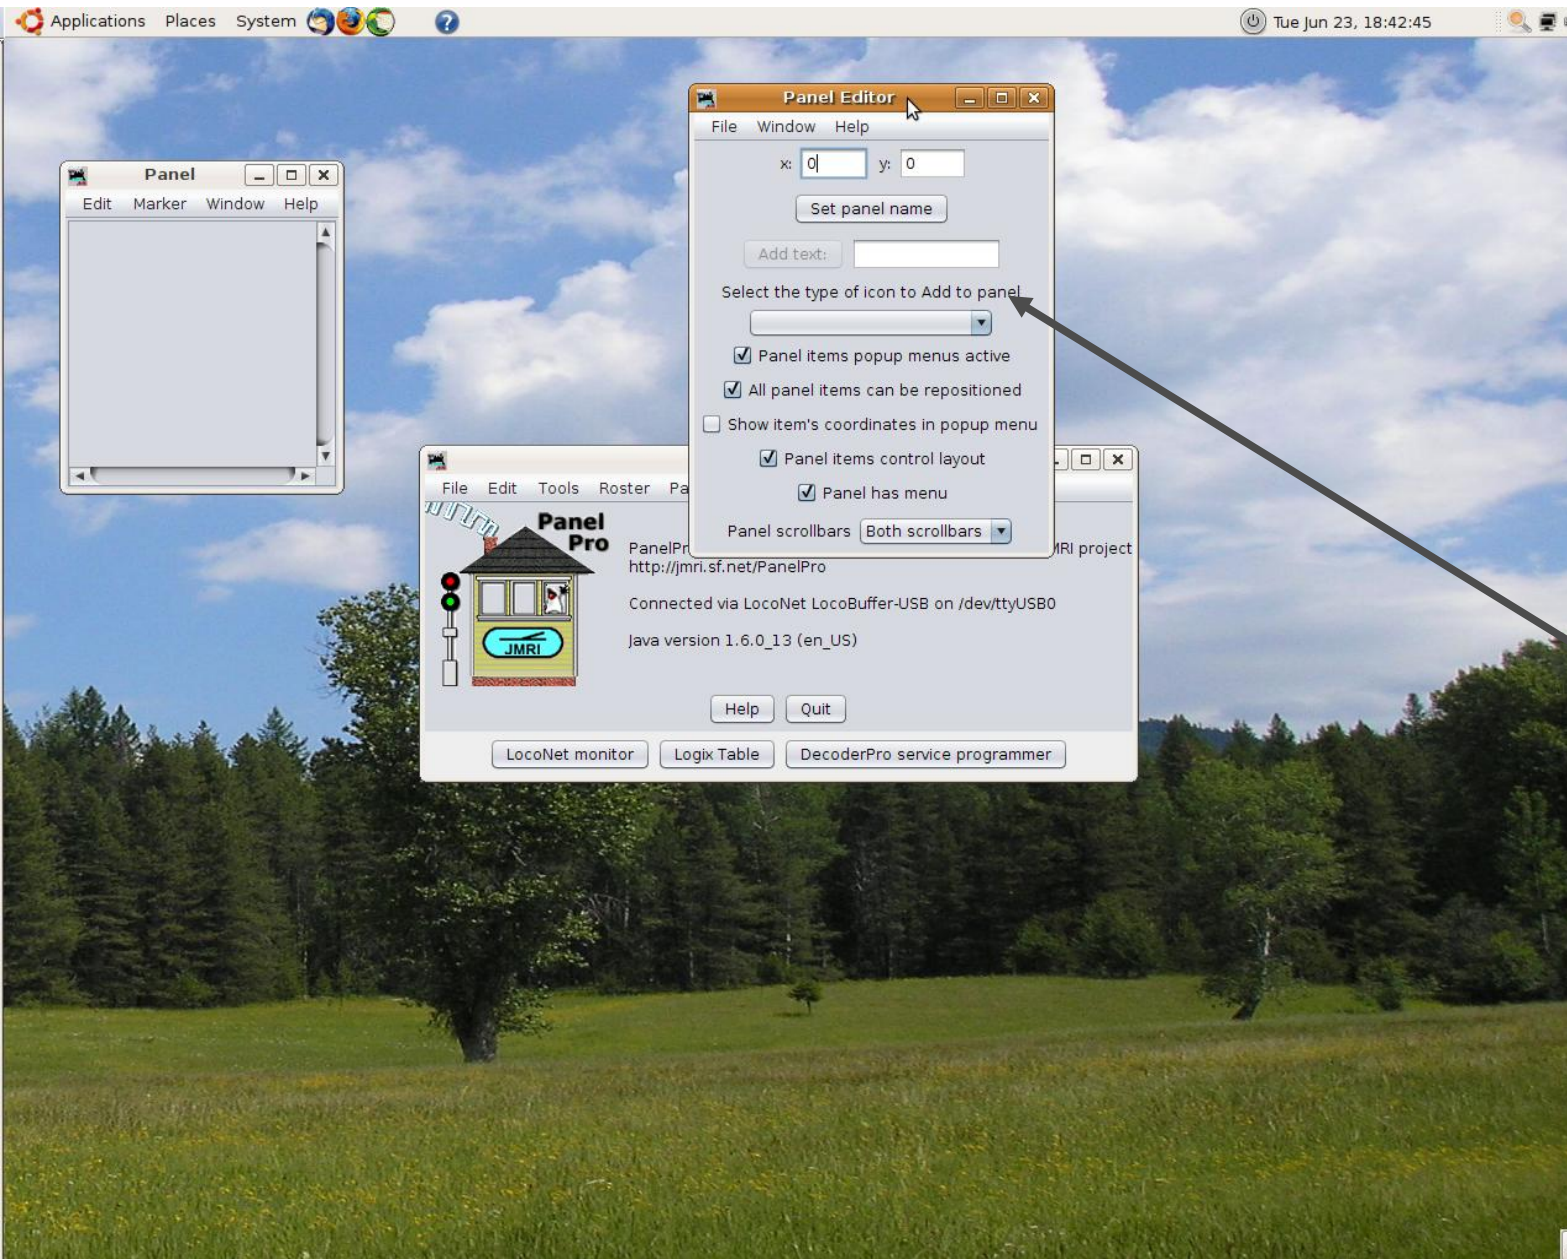 Applications Places System
Tue Jun 23, 18:42:45
Panel Editor
File Window Help
x: 0 y: 0
Set panel name
Add text:
Select the type of icon to Add to panel
Panel items popup menus active
All panel items can be repositioned
Show item's coordinates in popup menu
Panel items control layout
Panel has menu
Panel scrollbars Both scrollbars
Panel
Edit Marker Window Help
File Edit Tools Roster Pa
Panel
Pro
PanelPr MRI project
http://jmri.sf.net/PanelPro
Connected via LocoNet LocoBuffer-USB on /dev/ttyUSB0
Java version 1.6.0_13 (en_US)
JMRI
Help Quit
LocoNet monitor Logix Table DecoderPro service programmer